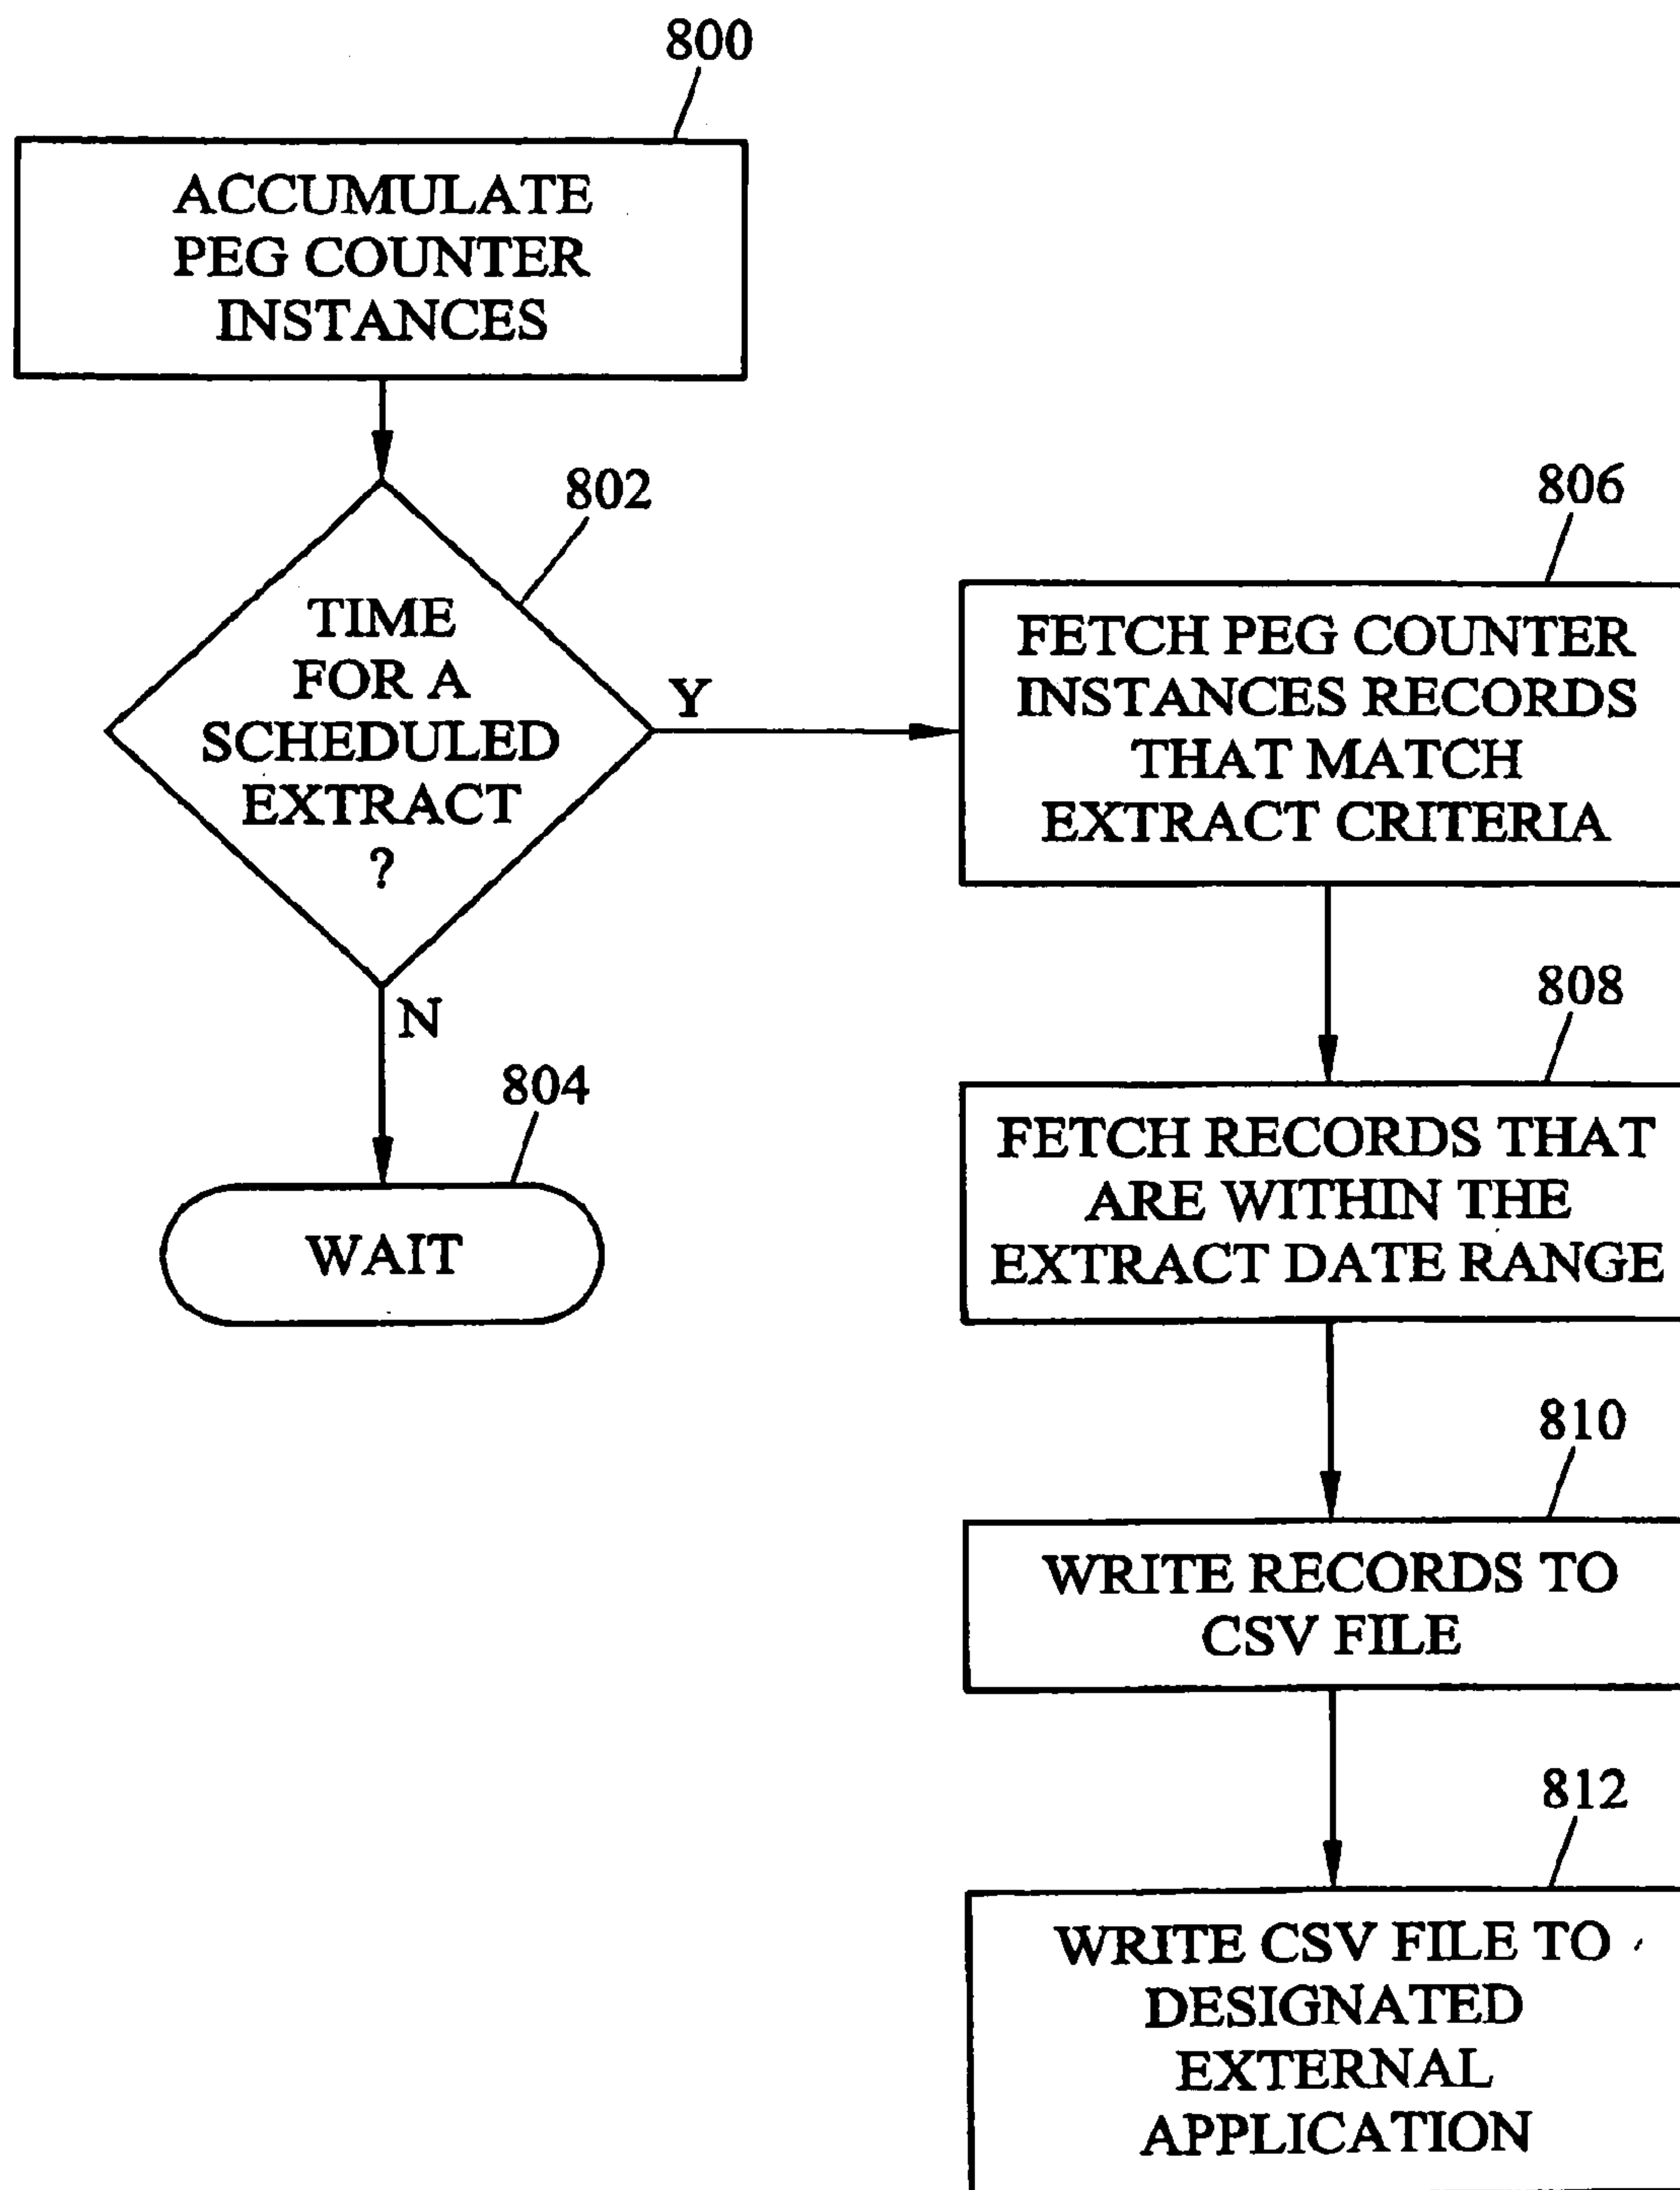 800
ACCUMULATE
PEG COUNTER
INSTANCES
802
TIME
FOR A
SCHEDULED
EXTRACT
?
Y
N
804
WAIT
806
FETCH PEG COUNTER
INSTANCES RECORDS
THAT MATCH
EXTRACT CRITERIA
808
FETCH RECORDS THAT
ARE WITHIN THE
EXTRACT DATE RANGE
810
WRITE RECORDS TO
CSV FILE
812
WRITE CSV FILE TO
DESIGNATED
EXTERNAL
APPLICATION